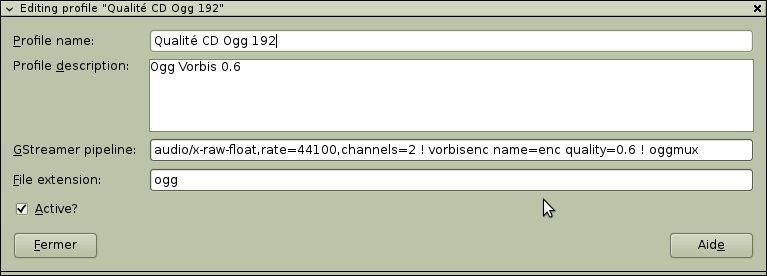 Editing profile "Qualité CD Ogg 192"
Profile name: Qualité CD Ogg 192
Profile description: Ogg Vorbis 0.6
GStreamer pipeline: audio/x-raw-float,rate=44100,channels=2 ! vorbisenc name=enc quality=0.6 ! oggmux
File extension: ogg
Active?
Fermer Aide